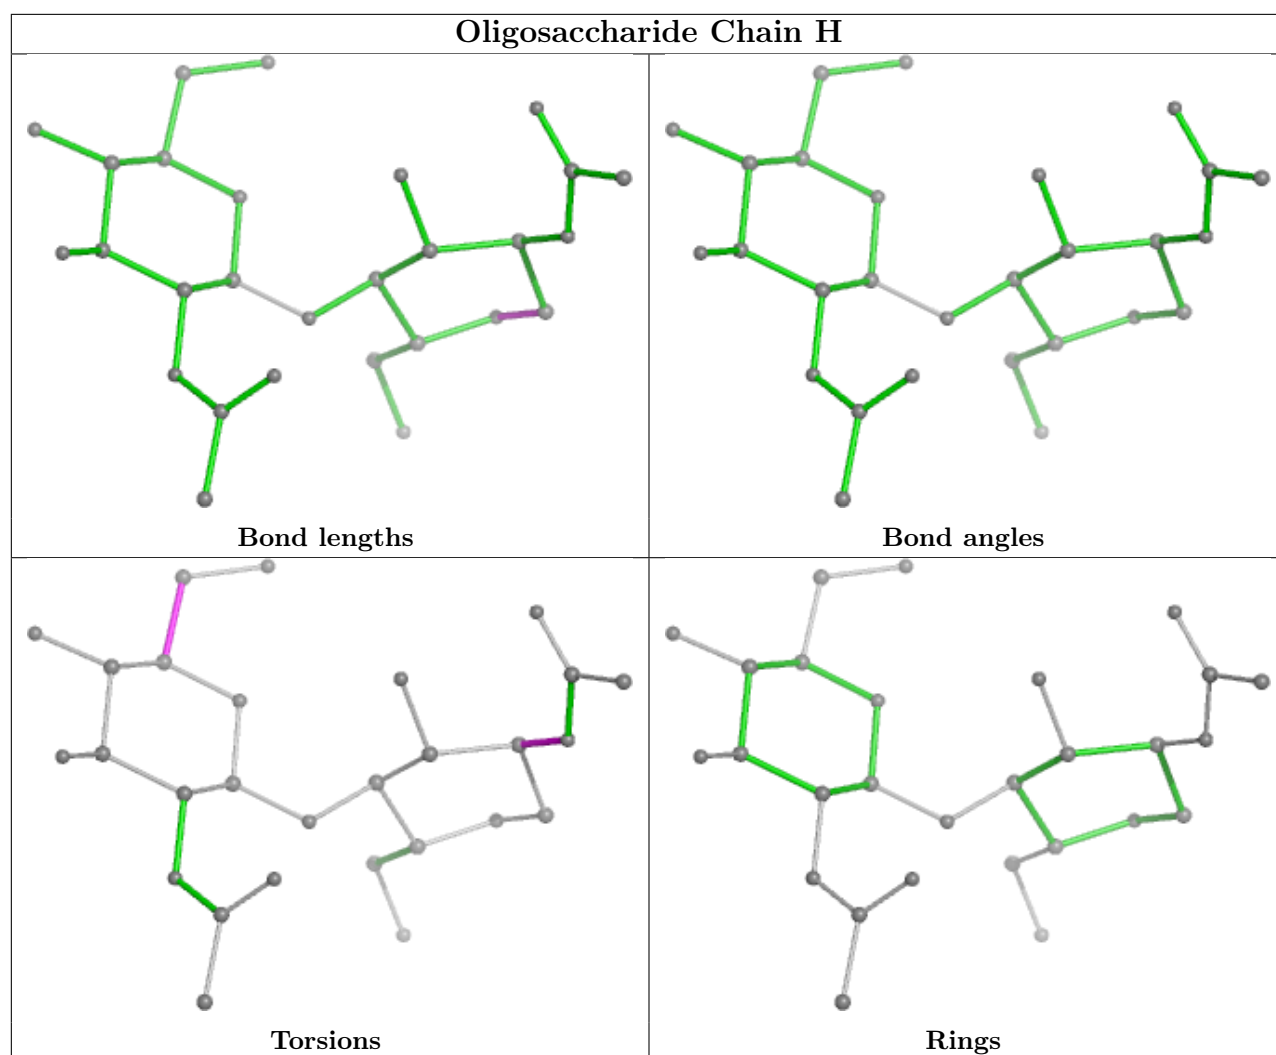 Oligosaccharide Chain H
Bond lengths
Bond angles
Torsions
Rings